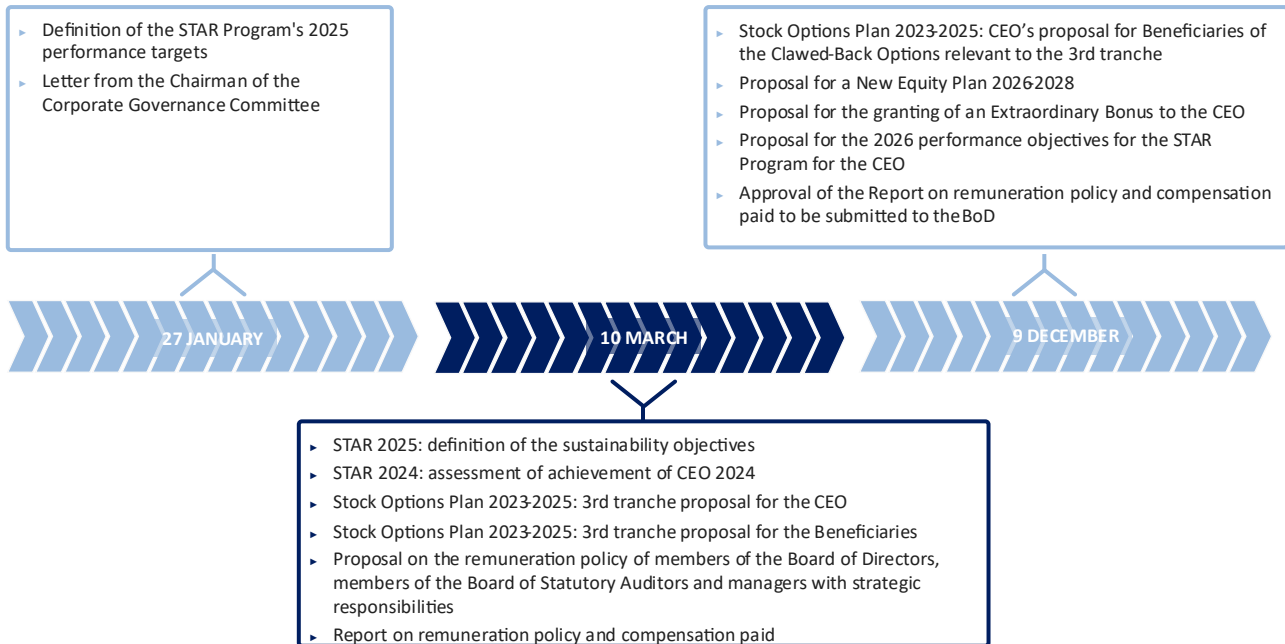 Definition of the STAR Program's 2025
performance targets
Letter from the Chairman of the
Corporate Governance Committee
Stock Options Plan 2023-2025: CEO's proposal for Beneficiaries of
the Clawed-Back Options relevant to the 3rd tranche
Proposal for a New Equity Plan 2026-2028
Proposal for the granting of an Extraordinary Bonus to the CEO
Proposal for the 2026 performance objectives for the STAR
Program for the CEO
Approval of the Report on remuneration policy and compensation
paid to be submitted to theBoD
27 JANUARY
10 MARCH
9 DECEMBER
STAR 2025: definition of the sustainability objectives
STAR 2024: assessment of achievement of CEO 2024
Stock Options Plan 2023-2025: 3rd tranche proposal for the CEO
Stock Options Plan 2023-2025: 3rd tranche proposal for the Beneficiaries
Proposal on the remuneration policy of members of the Board of Directors,
members of the Board of Statutory Auditors and managers with strategic
responsibilities
Report on remuneration policy and compensation paid